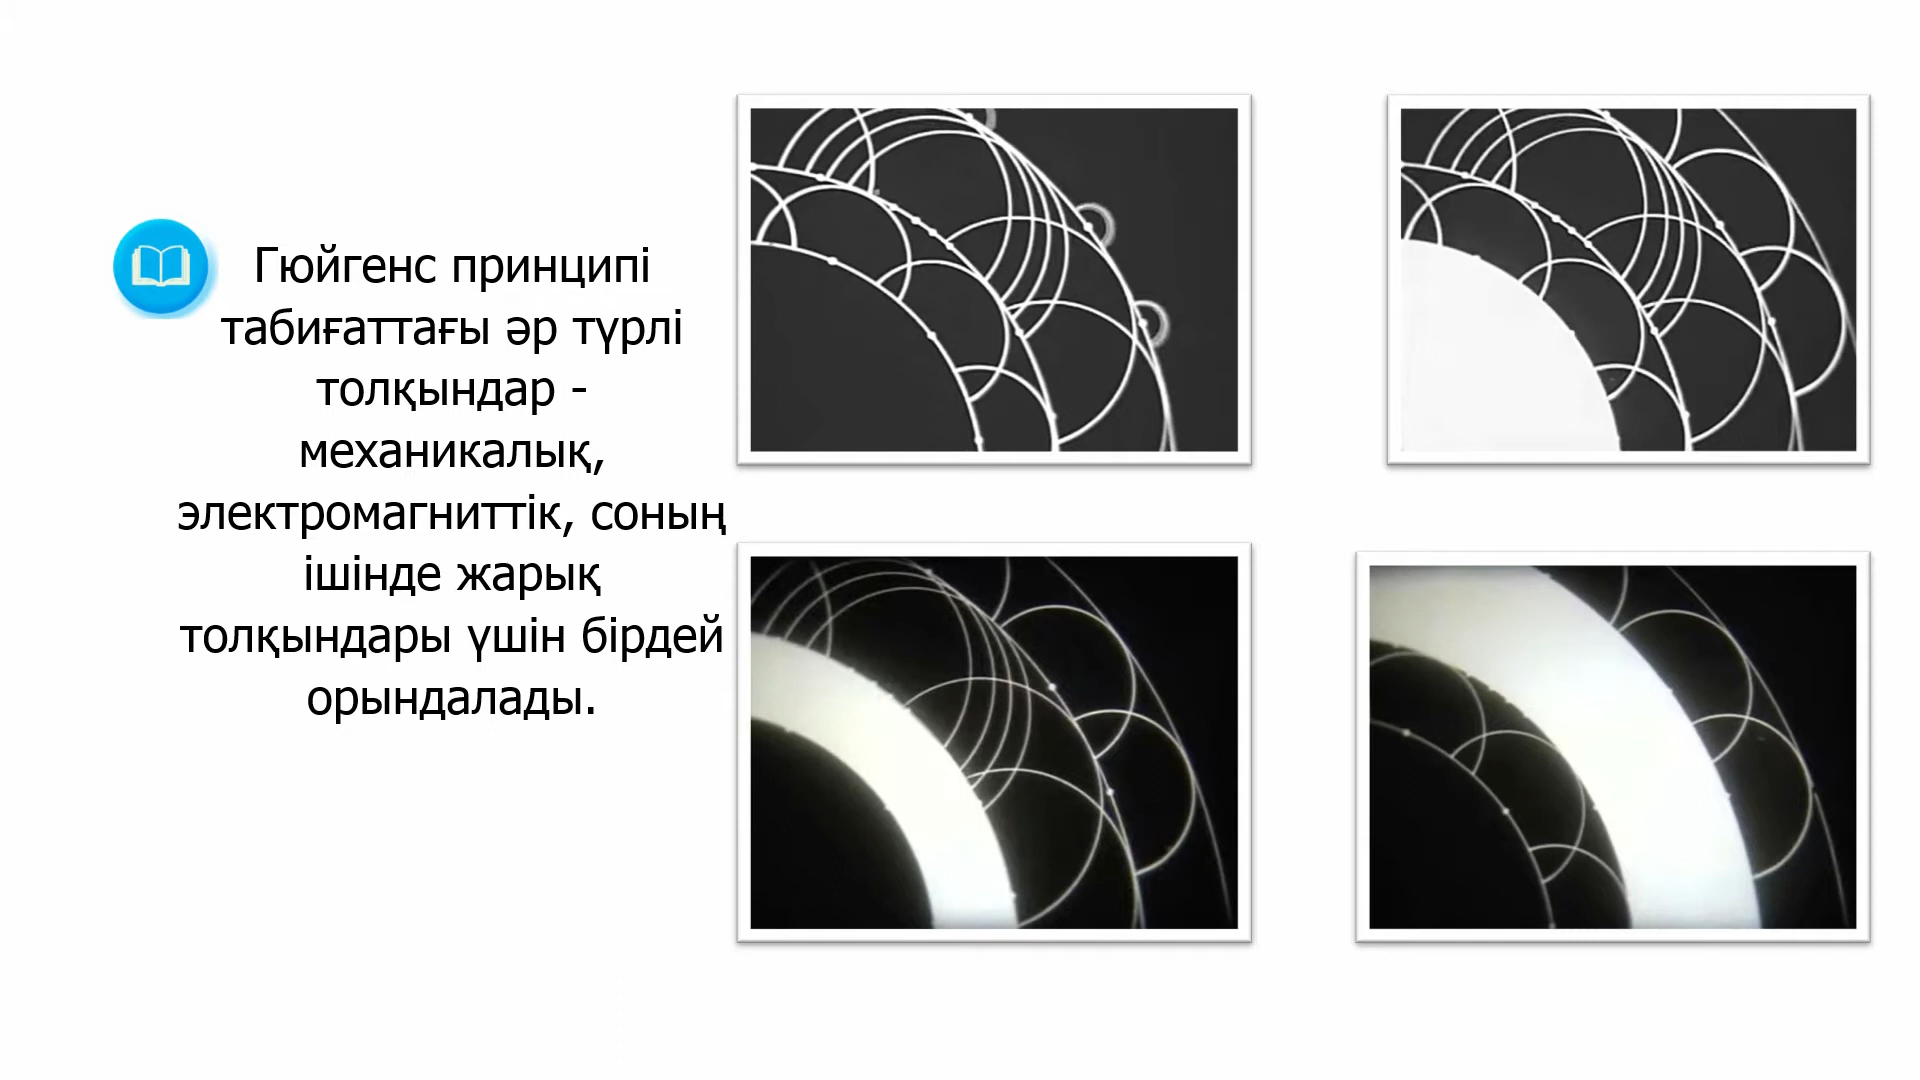 Гюйгенс принципі
табиғаттағы әр түрлі
толқындар -
механикалық,
электромагниттік, соның
ішінде жарық
толқындары үшін бірдей
орындалады.